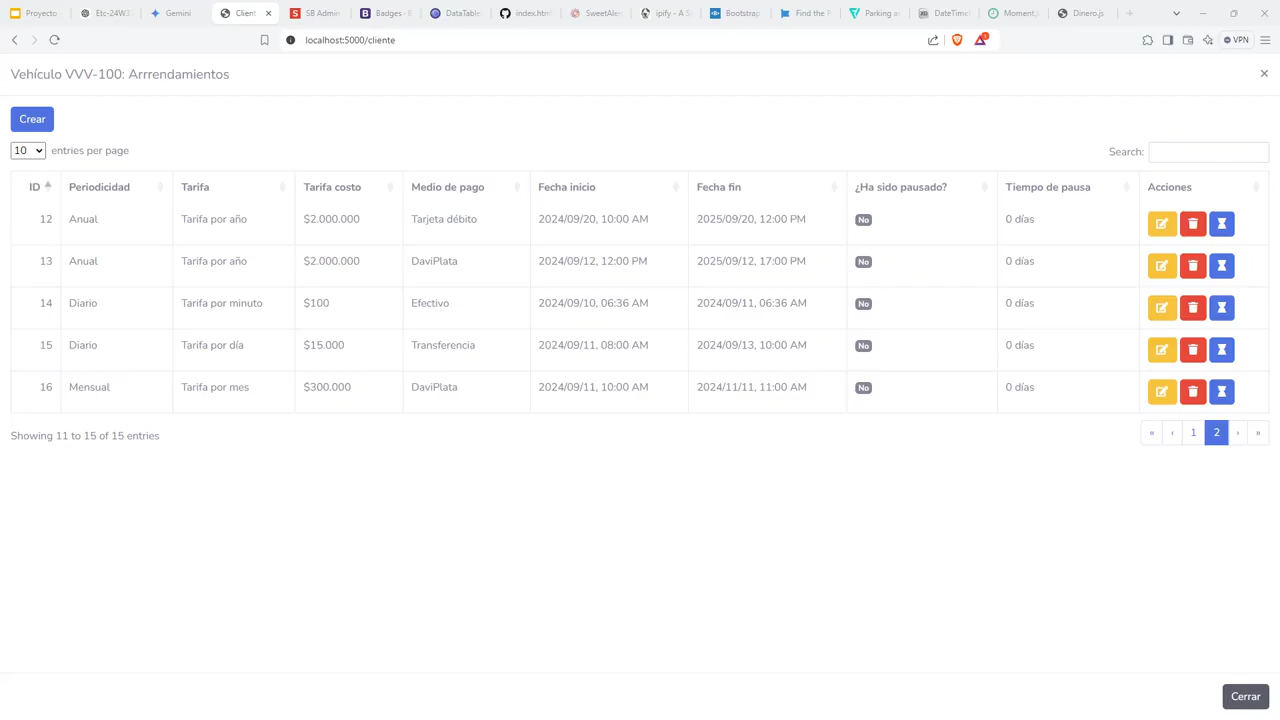 Proyecto
Etc-24W3
Gemini
Client
SB Admin
Badges - B
DataTable
index.htm
SweetAler
ipify - A Si
Bootstrap
Find the P
Parking an
DateTime
Moment.j
Dinero.js
localhost:5000/cliente
VPN
Vehículo VVV-100: Arrrendamientos
Crear
10 entries per page
Search:
ID Periodicidad Tarifa Tarifa costo Medio de pago Fecha inicio Fecha fin ¿Ha sido pausado? Tiempo de pausa Acciones
12 Anual Tarifa por año $2.000.000 Tarjeta débito 2024/09/20, 10:00 AM 2025/09/20, 12:00 PM No 0 días
13 Anual Tarifa por año $2.000.000 DaviPlata 2024/09/12, 12:00 PM 2025/09/12, 17:00 PM No 0 días
14 Diario Tarifa por minuto $100 Efectivo 2024/09/10, 06:36 AM 2024/09/11, 06:36 AM No 0 días
15 Diario Tarifa por día $15.000 Transferencia 2024/09/11, 08:00 AM 2024/09/13, 10:00 AM No 0 días
16 Mensual Tarifa por mes $300.000 DaviPlata 2024/09/11, 10:00 AM 2024/11/11, 11:00 AM No 0 días
Showing 11 to 15 of 15 entries
« ‹ 1 2 › »
Cerrar